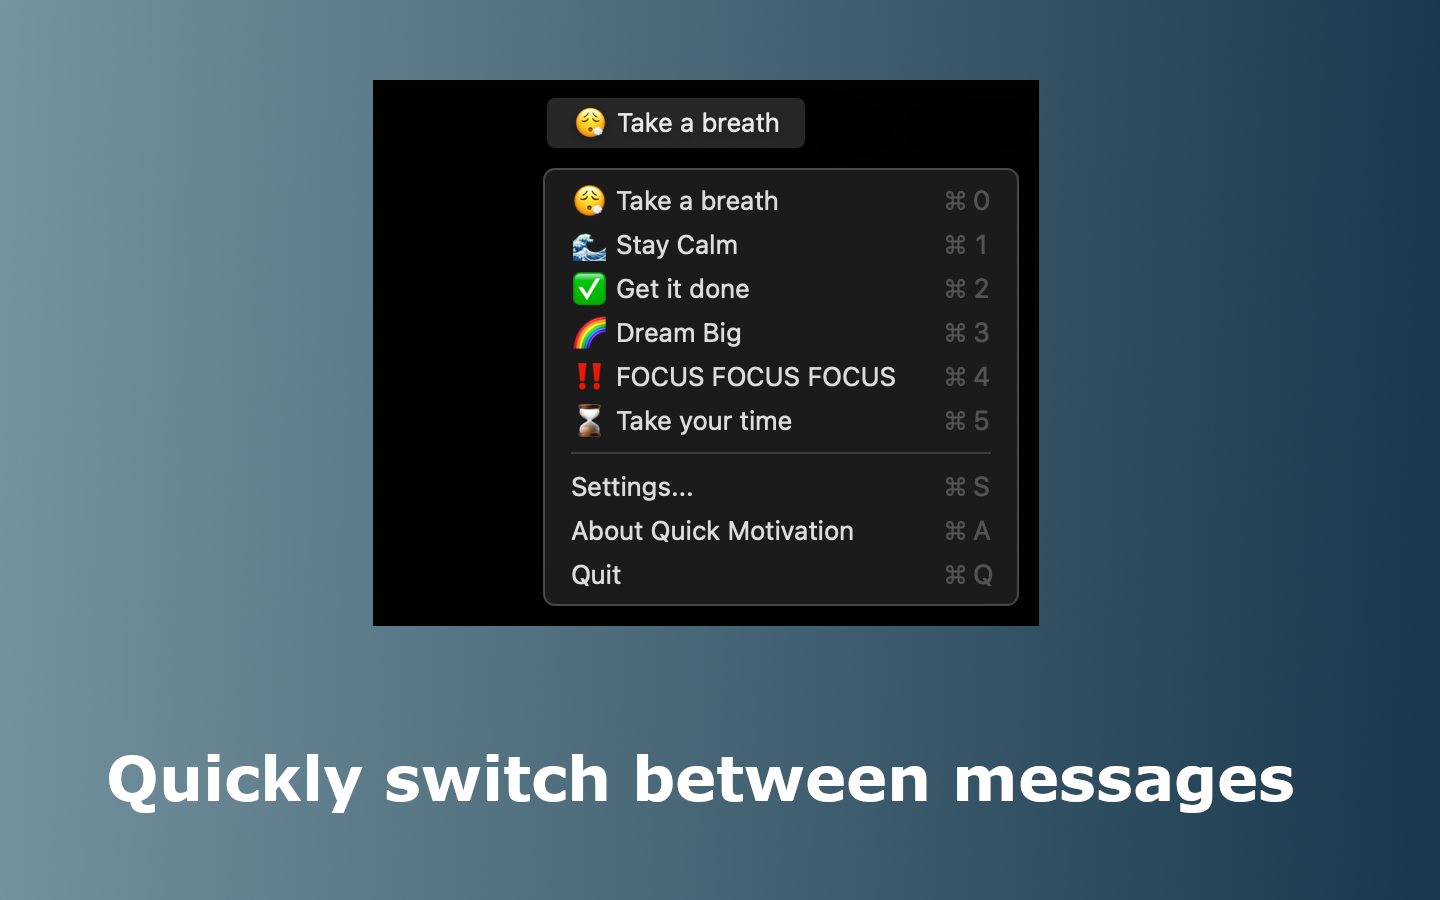 😮‍💨 Take a breath
😮‍💨 Take a breath ⌘ 0
🌊 Stay Calm ⌘ 1
✅ Get it done ⌘ 2
🌈 Dream Big ⌘ 3
‼️ FOCUS FOCUS FOCUS ⌘ 4
⏳ Take your time ⌘ 5
Settings... ⌘ S
About Quick Motivation ⌘ A
Quit ⌘ Q
Quickly switch between messages